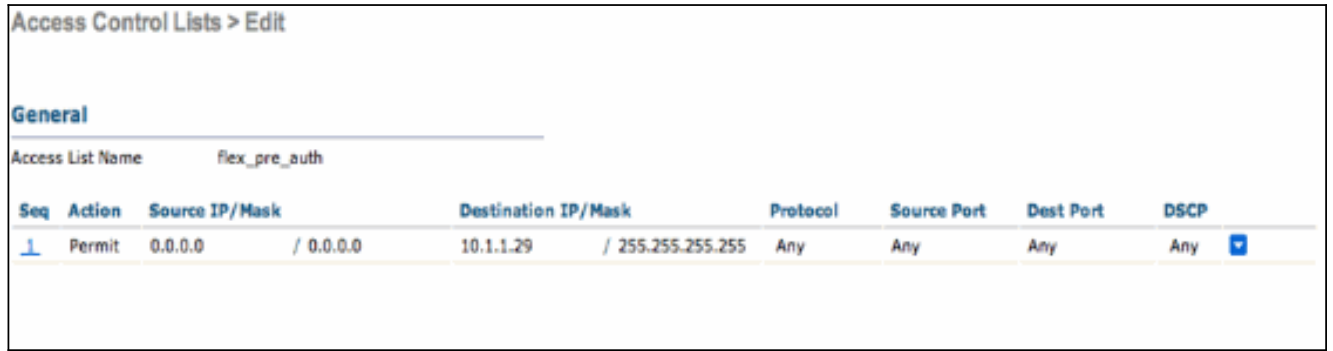 Access Control Lists > Edit
General
Access List Name flex_pre_auth
Seq Action Source IP/Mask Destination IP/Mask Protocol Source Port Dest Port DSCP
1 Permit 0.0.0.0 / 0.0.0.0 10.1.1.29 / 255.255.255.255 Any Any Any Any